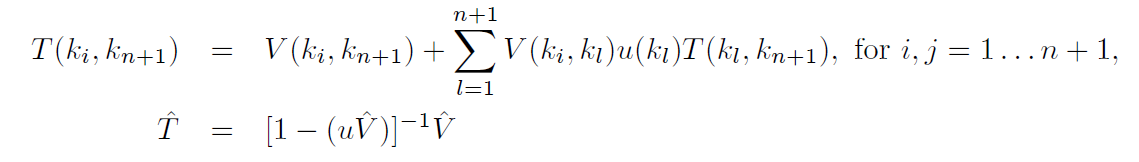 T(k_i, k_{n+1}) = V(k_i, k_{n+1}) + \sum_{l=1}^{n+1} V(k_i, k_l)u(k_l)T(k_l, k_{n+1}), for i, j = 1 … n + 1,
\hat{T} = [1 − (u\hat{V})]^{−1}\hat{V}